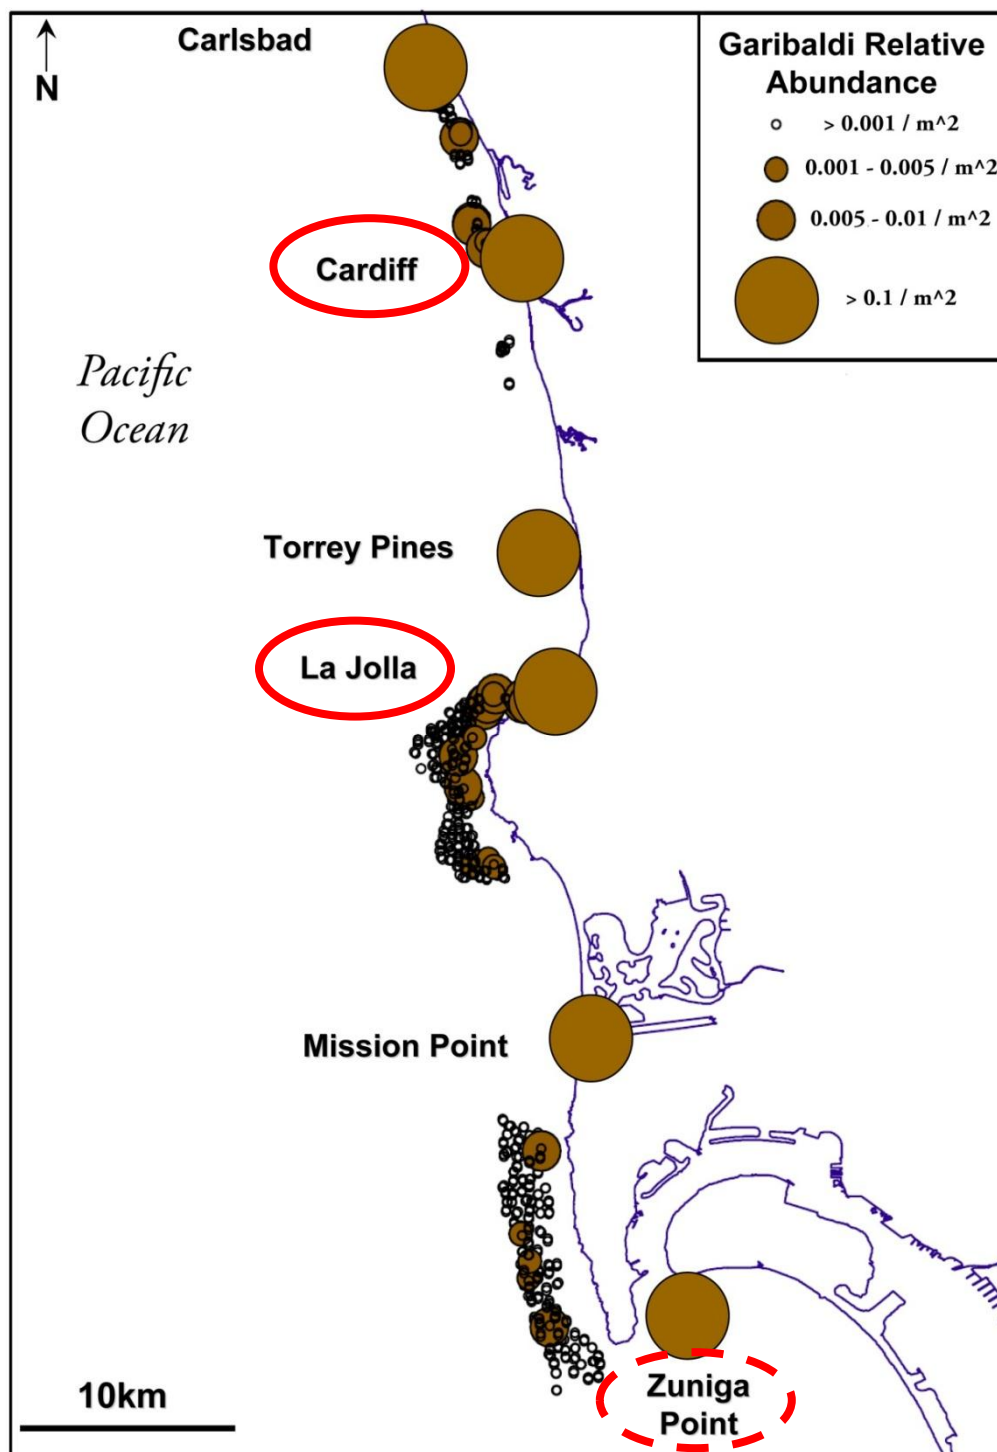 Carlsbad
N
Garibaldi Relative
Abundance
> 0.001 / m^2
0.001 - 0.005 / m^2
0.005 - 0.01 / m^2
> 0.1 / m^2
Cardiff
Pacific
Ocean
Torrey Pines
La Jolla
Mission Point
Zuniga
Point
10km